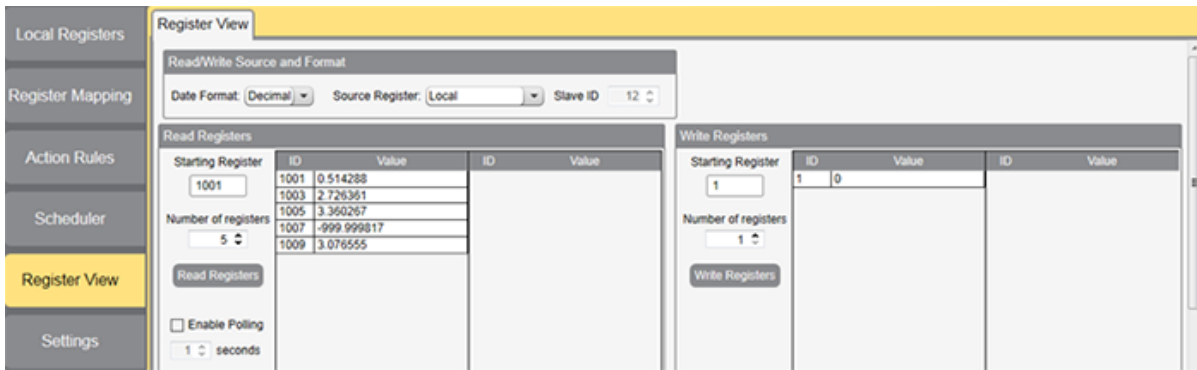 Local Registers
Register Mapping
Action Rules
Scheduler
Register View
Settings
Register View
Read/Write Source and Format
Date Format: Decimal Source Register: Local Slave ID 12
Read Registers
Starting Register
1001
Number of registers
5
Read Registers
Enable Polling
1 seconds
ID Value ID Value
1001 0.514288
1003 2.726361
1005 3.360267
1007 -999.999817
1009 3.076555
Write Registers
Starting Register
1
Number of registers
1
Write Registers
ID Value ID Value
1 0